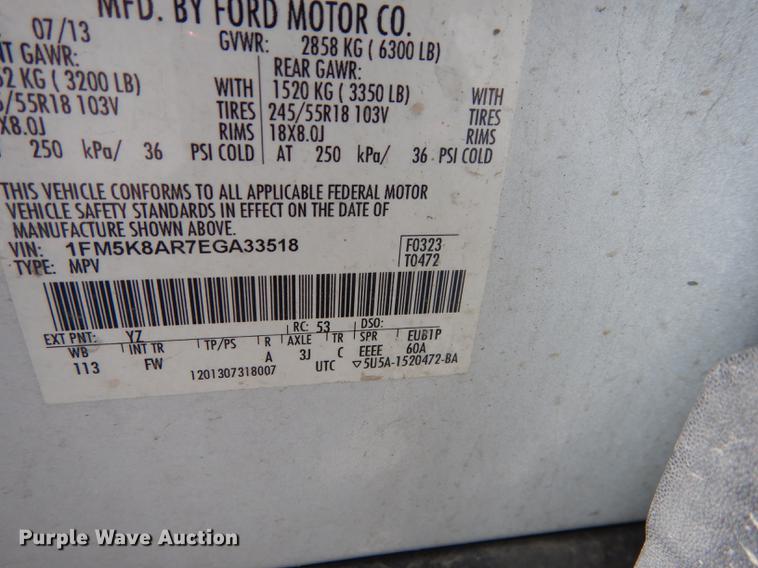 MFD. BY FORD MOTOR CO.
07/13 GVWR: 2858 KG ( 6300 LB)
GAWR: REAR GAWR:
KG ( 3200 LB) WITH 1520 KG ( 3350 LB) WITH
/55R18 103V TIRES 245/55R18 103V TIRES
X8.0J RIMS 18X8.0J RIMS
250 kPa/ 36 PSI COLD AT 250 kPa/ 36 PSI COLD
THIS VEHICLE CONFORMS TO ALL APPLICABLE FEDERAL MOTOR
VEHICLE SAFETY STANDARDS IN EFFECT ON THE DATE OF
MANUFACTURE SHOWN ABOVE.
VIN: 1FM5K8AR7EGA33518 F0323
TYPE: MPV T0472
EXT PNT: YZ RC: 53 DSO:
WB INT TR TP/PS R AXLE TR SPR EUB1P
113 FW A 3J C EEEE 60A
1201307318007 UTC ▽5U5A-1520472-BA
Purple Wave Auction